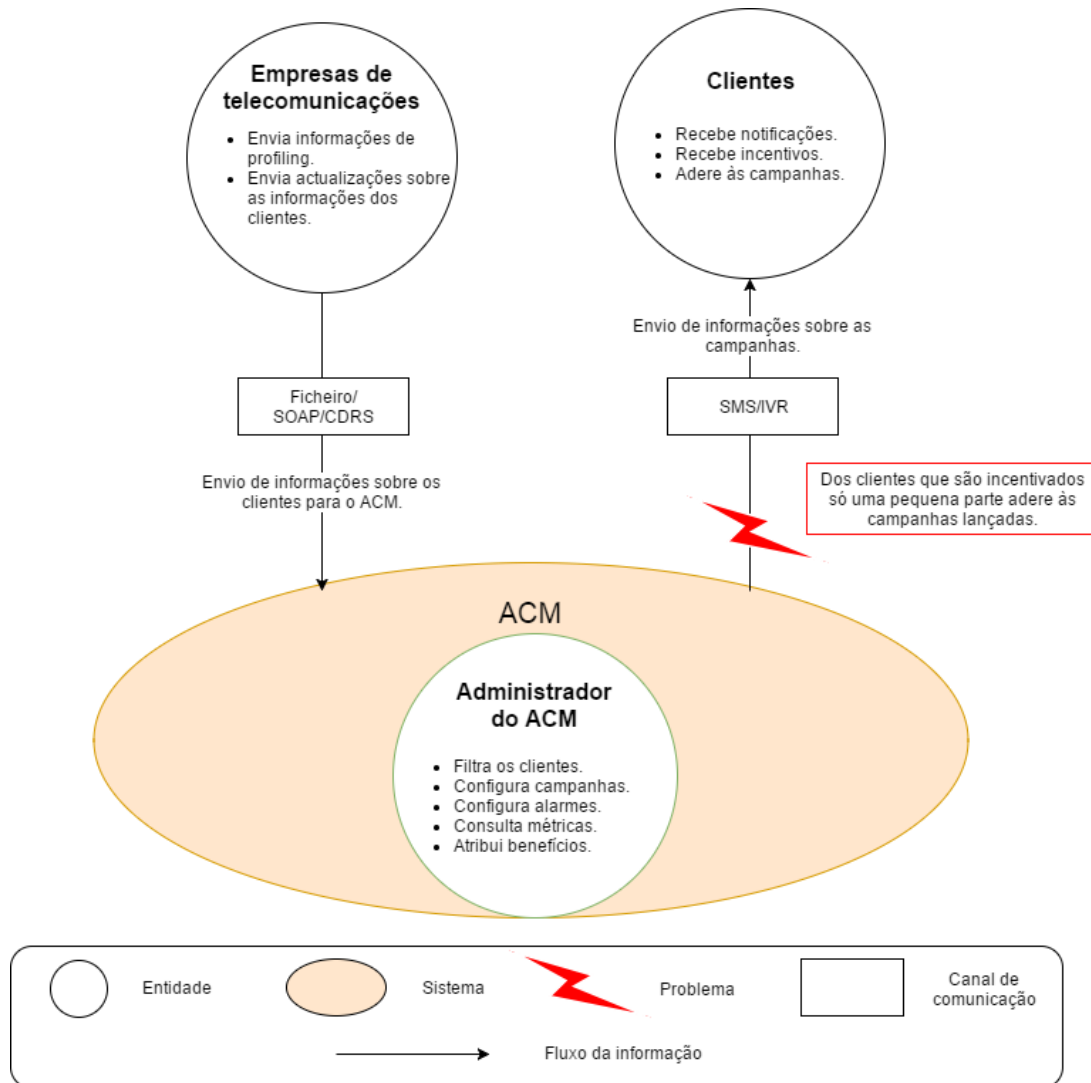 Empresas de
telecomunicações
Envia informações de
profiling.
Envia actualizações sobre
as informações dos
clientes.
Clientes
Recebe notificações.
Recebe incentivos.
Adere às campanhas.
Envio de informações sobre as
campanhas.
Ficheiro/
SOAP/CDRS
SMS/IVR
Envio de informações sobre os
clientes para o ACM.
Dos clientes que são incentivados
só uma pequena parte adere às
campanhas lançadas.
ACM
Administrador
do ACM
Filtra os clientes.
Configura campanhas.
Configura alarmes.
Consulta métricas.
Atribui benefícios.
Entidade
Sistema
Problema
Canal de
comunicação
Fluxo da informação